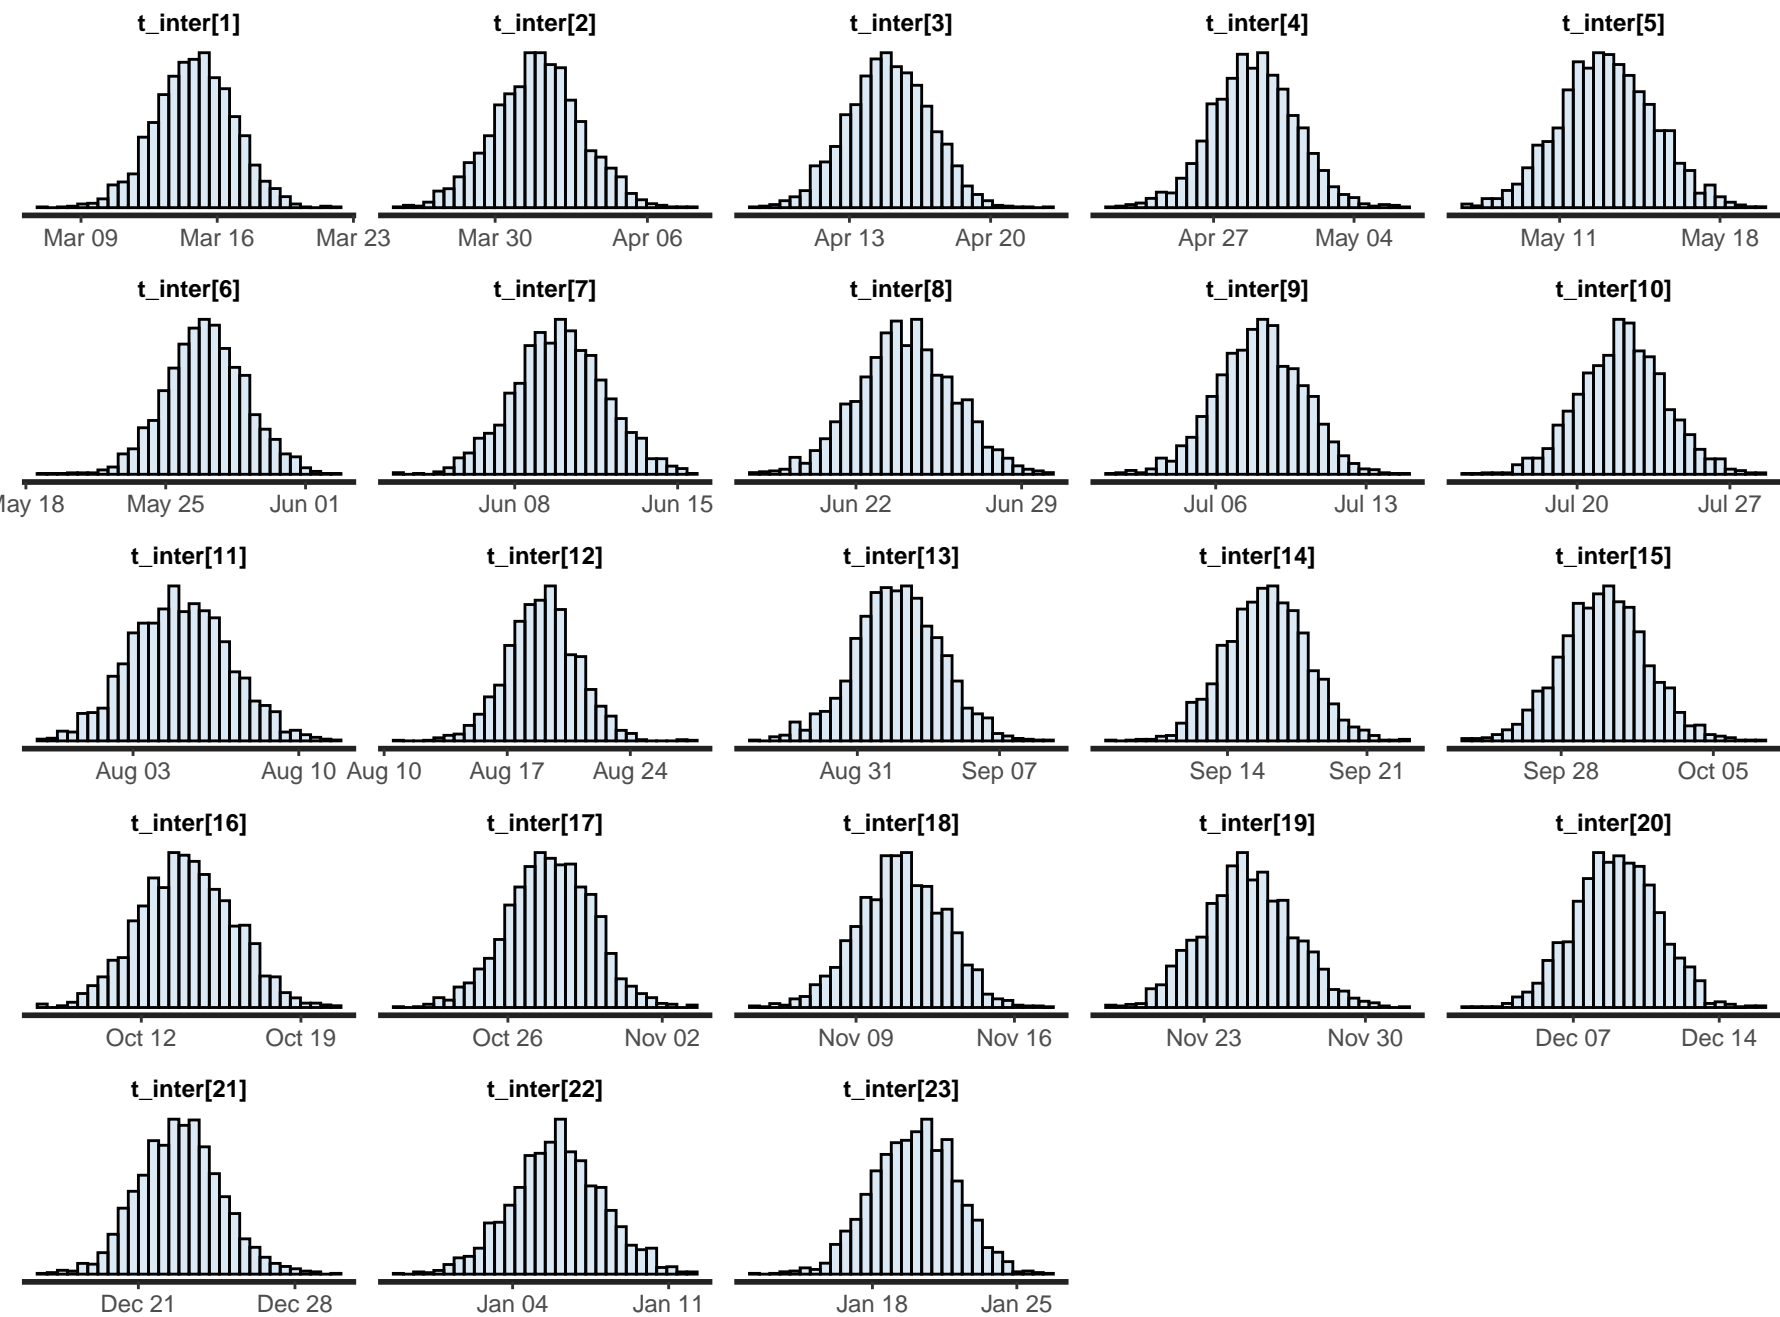 t_inter[1] t_inter[2] t_inter[3] t_inter[4] t_inter[5]
Mar 09 Mar 16 Mar 23 Mar 30 Apr 06 Apr 13 Apr 20 Apr 27 May 04 May 11 May 18
t_inter[6] t_inter[7] t_inter[8] t_inter[9] t_inter[10]
May 18 May 25 Jun 01 Jun 08 Jun 15 Jun 22 Jun 29 Jul 06 Jul 13 Jul 20 Jul 27
t_inter[11] t_inter[12] t_inter[13] t_inter[14] t_inter[15]
Aug 03 Aug 10 Aug 10 Aug 17 Aug 24 Aug 31 Sep 07 Sep 14 Sep 21 Sep 28 Oct 05
t_inter[16] t_inter[17] t_inter[18] t_inter[19] t_inter[20]
Oct 12 Oct 19 Oct 26 Nov 02 Nov 09 Nov 16 Nov 23 Nov 30 Dec 07 Dec 14
t_inter[21] t_inter[22] t_inter[23]
Dec 21 Dec 28 Jan 04 Jan 11 Jan 18 Jan 25